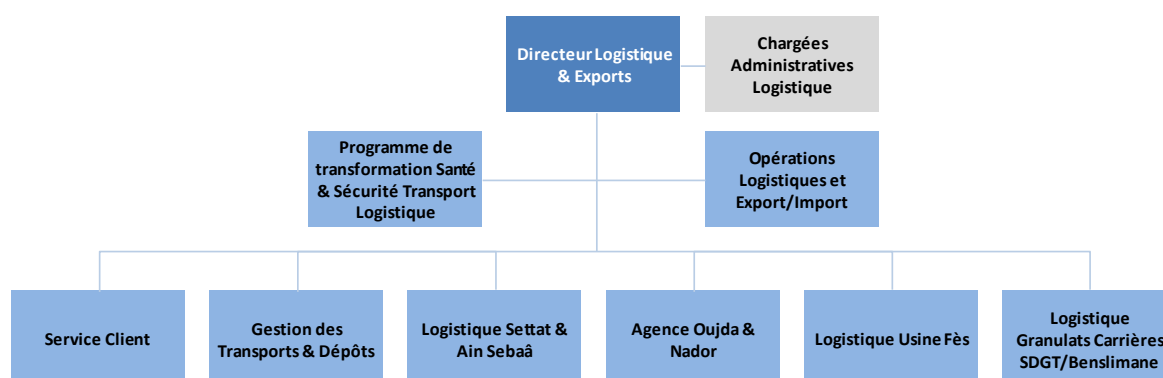 Directeur Logistique
& Exports
Chargées
Administratives
Logistique
Programme de
transformation Santé
& Sécurité Transport
Logistique
Opérations
Logistiques et
Export/Import
Service Client
Gestion des
Transports & Dépôts
Logistique Settat &
Ain Sebaâ
Agence Oujda &
Nador
Logistique Usine Fès
Logistique
Granulats Carrières
SDGT/Benslimane